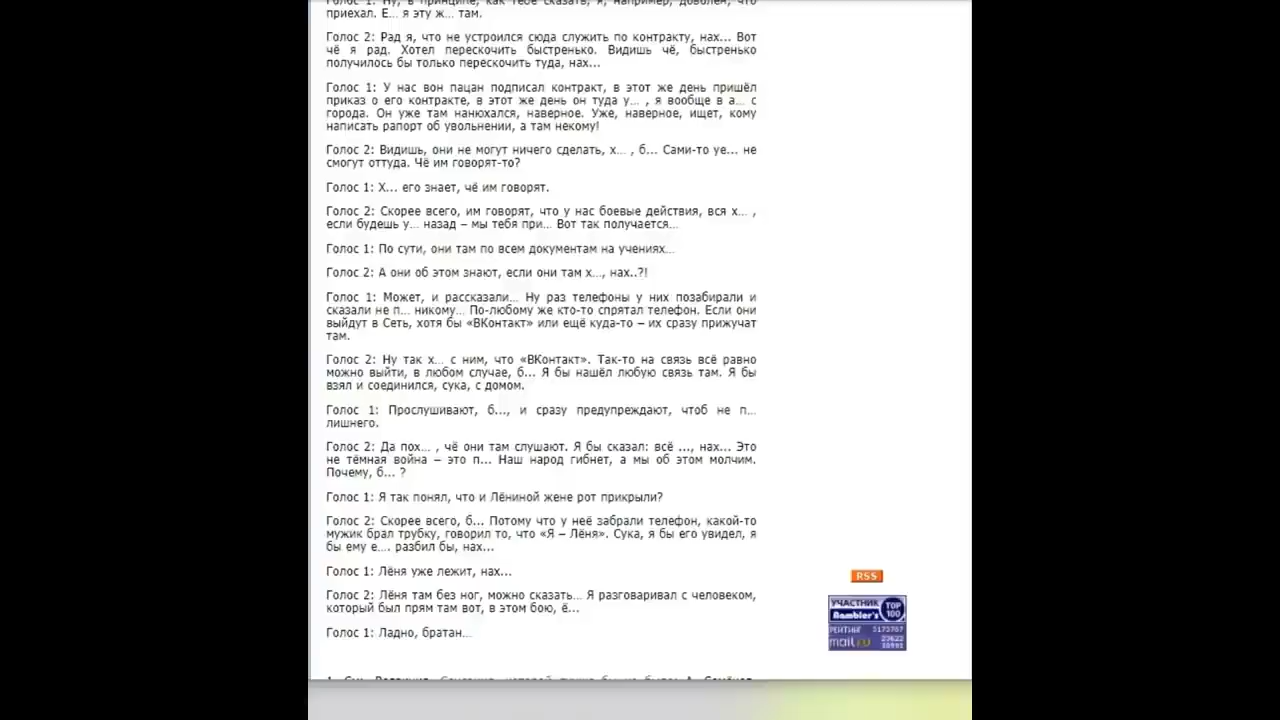 Голос 1: Ну, в принципе, как тебе сказать, я, например, доволен, что
приехал. Е... я эту ж... там.
Голос 2: Рад я, что не устроился сюда служить по контракту, нах... Вот
чё я рад. Хотел перескочить быстренько. Видишь чё, быстренько
получилось бы только перескочить туда, нах...
Голос 1: У нас вон пацан подписал контракт, в этот же день пришёл
приказ о его контракте, в этот же день он туда у... , я вообще в а... с
города. Он уже там нанюхался, наверное. Уже, наверное, ищет, кому
написать рапорт об увольнении, а там некому!
Голос 2: Видишь, они не могут ничего сделать, х... , б... Сами-то уе... не
смогут оттуда. Чё им говорят-то?
Голос 1: Х... его знает, чё им говорят.
Голос 2: Скорее всего, им говорят, что у нас боевые действия, вся х... ,
если будешь у... назад – мы тебя при... Вот так получается...
Голос 1: По сути, они там по всем документам на учениях...
Голос 2: А они об этом знают, если они там х..., нах..?!
Голос 1: Может, и рассказали... Ну раз телефоны у них позабирали и
сказали не п... никому... По-любому же кто-то спрятал телефон. Если они
выйдут в Сеть, хотя бы «ВКонтакт» или ещё куда-то – их сразу прижучат
там.
Голос 2: Ну так х... с ним, что «ВКонтакт». Так-то на связь всё равно
можно выйти, в любом случае, б... Я бы нашёл любую связь там. Я бы
взял и соединился, сука, с домом.
Голос 1: Прослушивают, б..., и сразу предупреждают, чтоб не п...
лишнего.
Голос 2: Да пох... , чё они там слушают. Я бы сказал: всё ..., нах... Это
не тёмная война – это п... Наш народ гибнет, а мы об этом молчим.
Почему, б... ?
Голос 1: Я так понял, что и Лёниной жене рот прикрыли?
Голос 2: Скорее всего, б... Потому что у неё забрали телефон, какой-то
мужик брал трубку, говорил то, что «Я – Лёня». Сука, я бы его увидел, я
бы ему е.... разбил бы, нах...
Голос 1: Лёня уже лежит, нах...
Голос 2: Лёня там без ног, можно сказать... Я разговаривал с человеком,
который был прям там вот, в этом бою, ё...
Голос 1: Ладно, братан...
RSS
УЧАСТНИК
Rambler's
TOP
100
РЕЙТИНГ
mail.ru